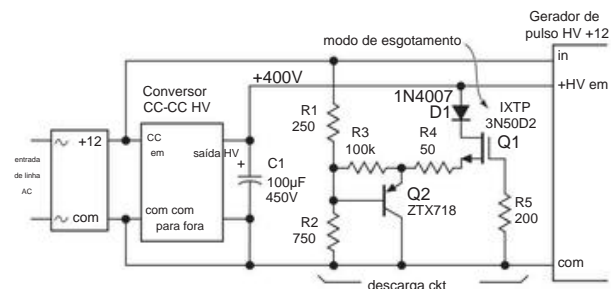 Gerador de
pulso HV +12
modo de esgotamento
in
+400V
+HV em
Conversor
CC-CC HV
1N4007
D1
IXTP
3N50D2
Q1
R1
250
R3
100k
R4
50
+12
CC
em
saída HV
entrada
de linha
AC
+
C1
100µF
450V
Q2
ZTX718
R5
200
com
com com
para fora
R2
750
com
descarga ckt